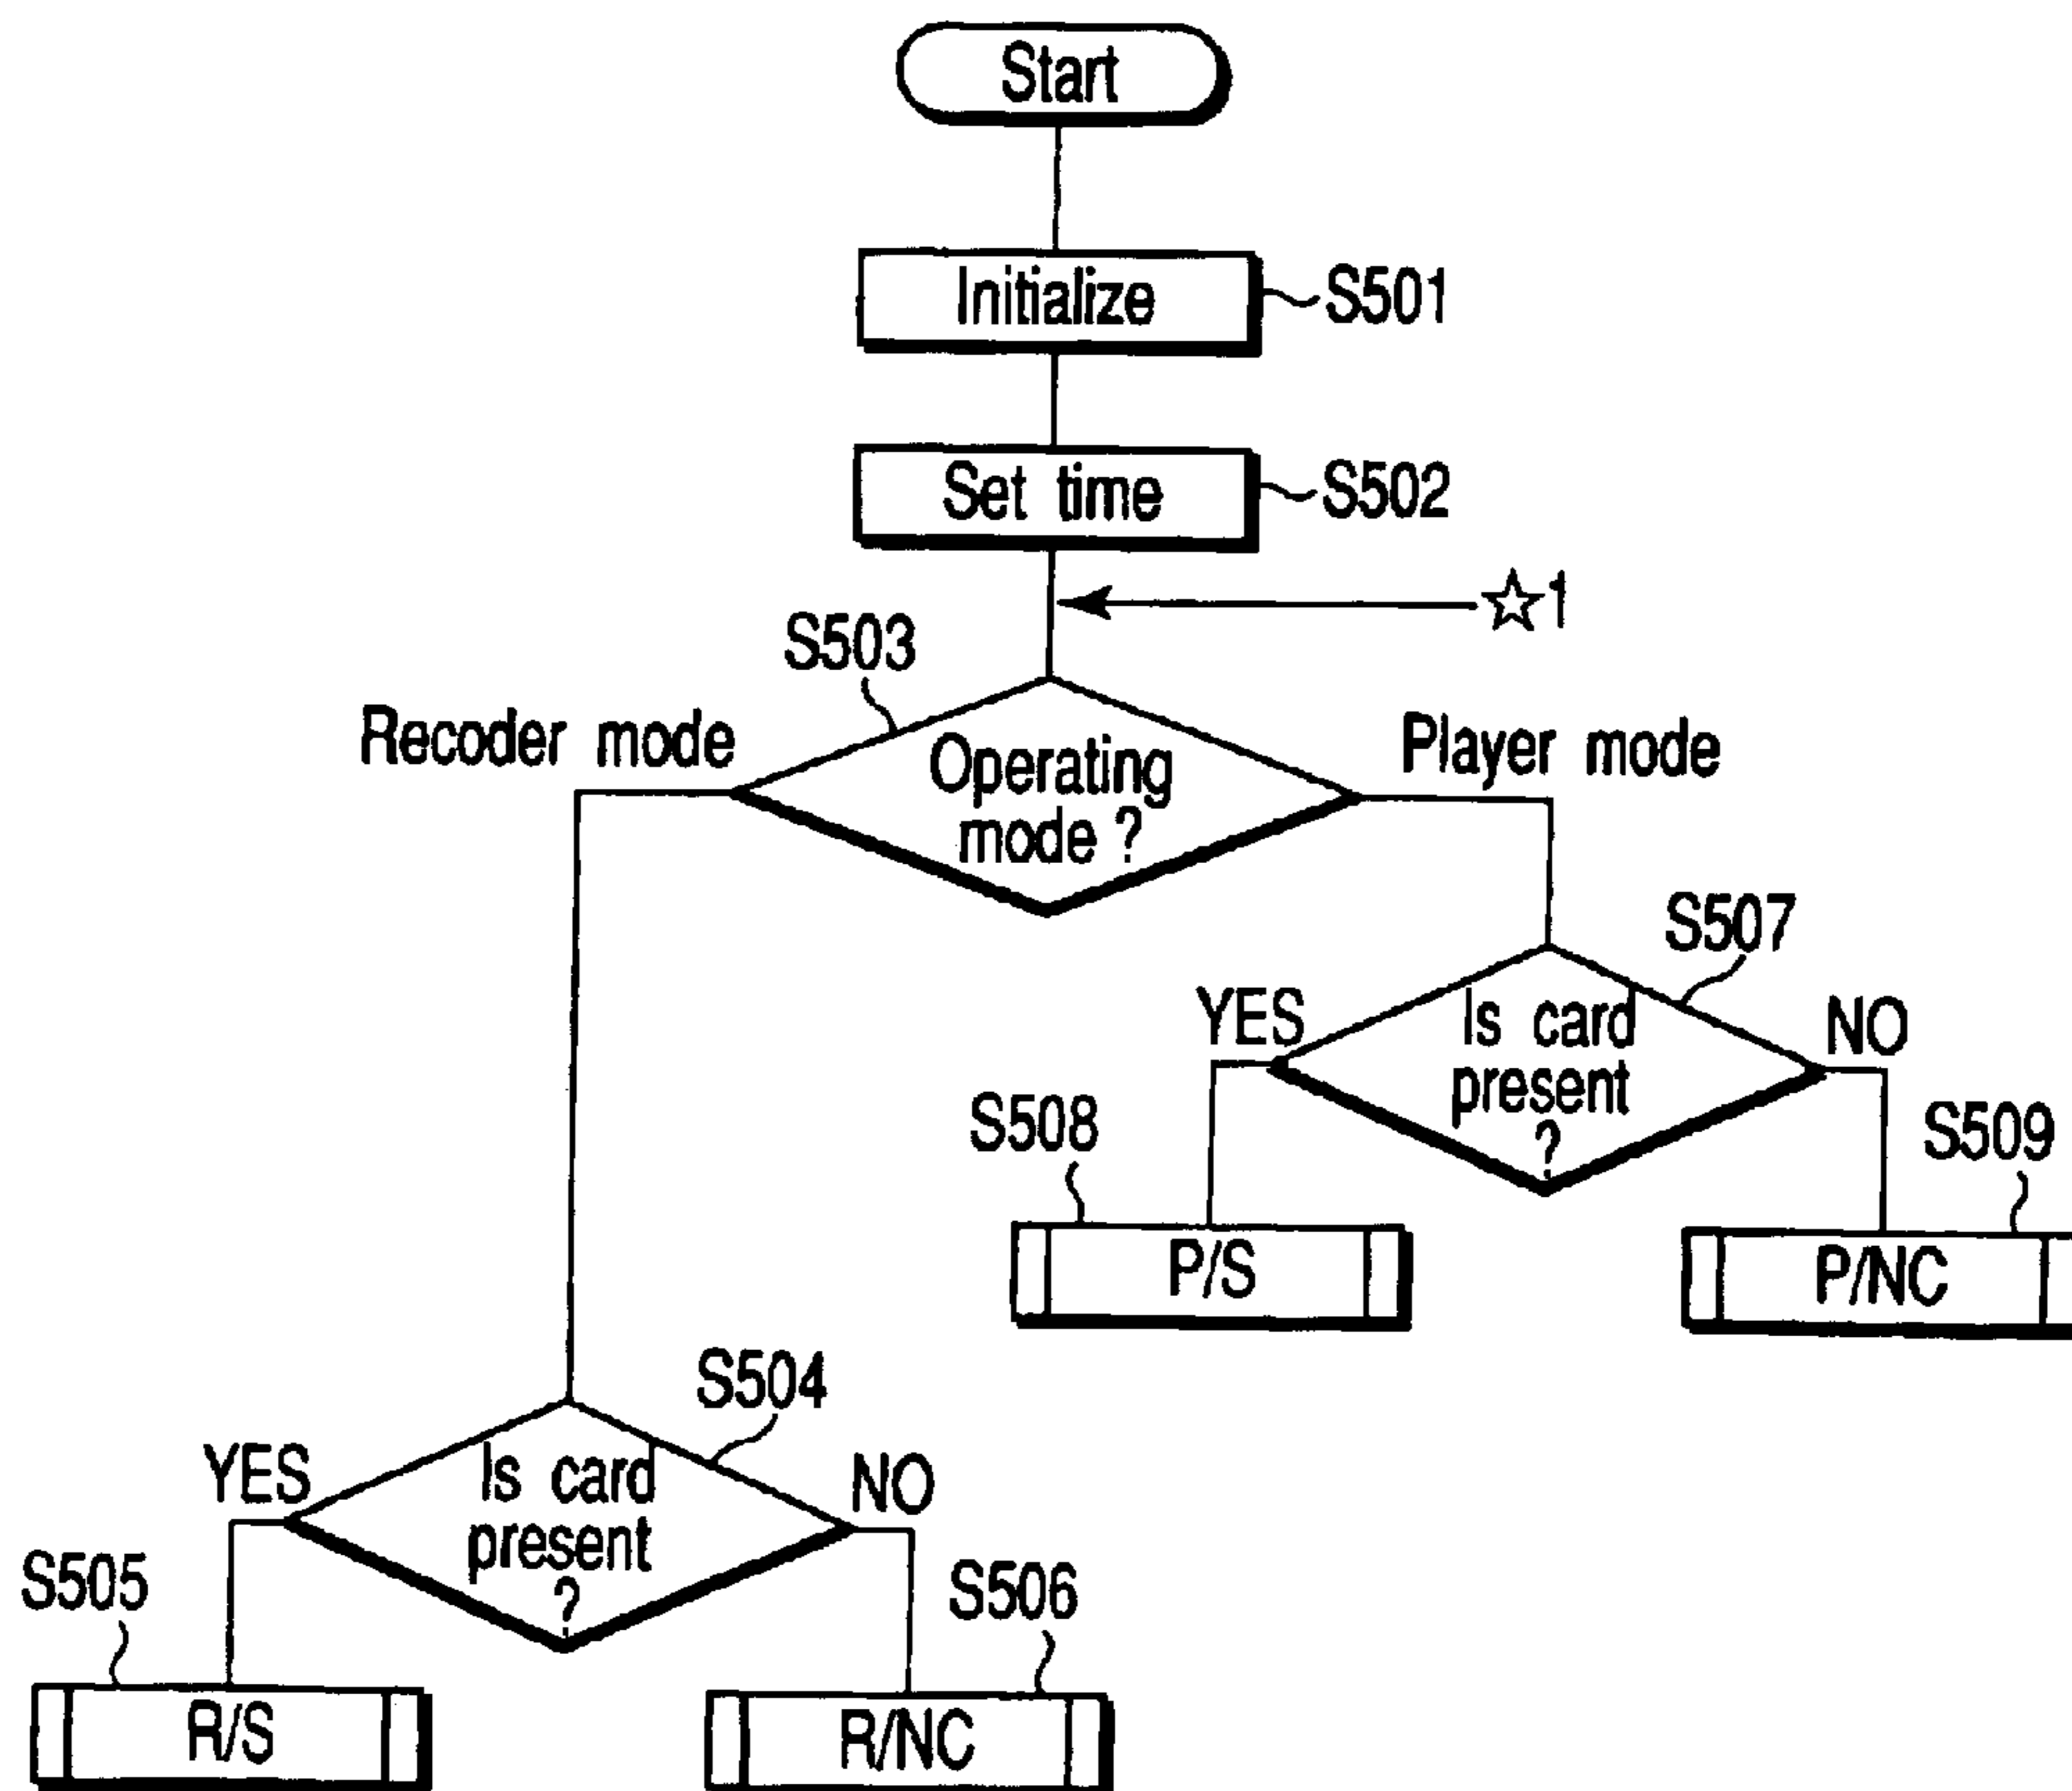 Start
Initialize
S501
Set time
S502
☆1
S503
Recoder mode
Operating
mode ?
Player mode
S507
YES
Is card
present
?
NO
S508
S509
P/S
P/NC
S504
YES
Is card
present
?
NO
S505
S506
R/S
R/NC